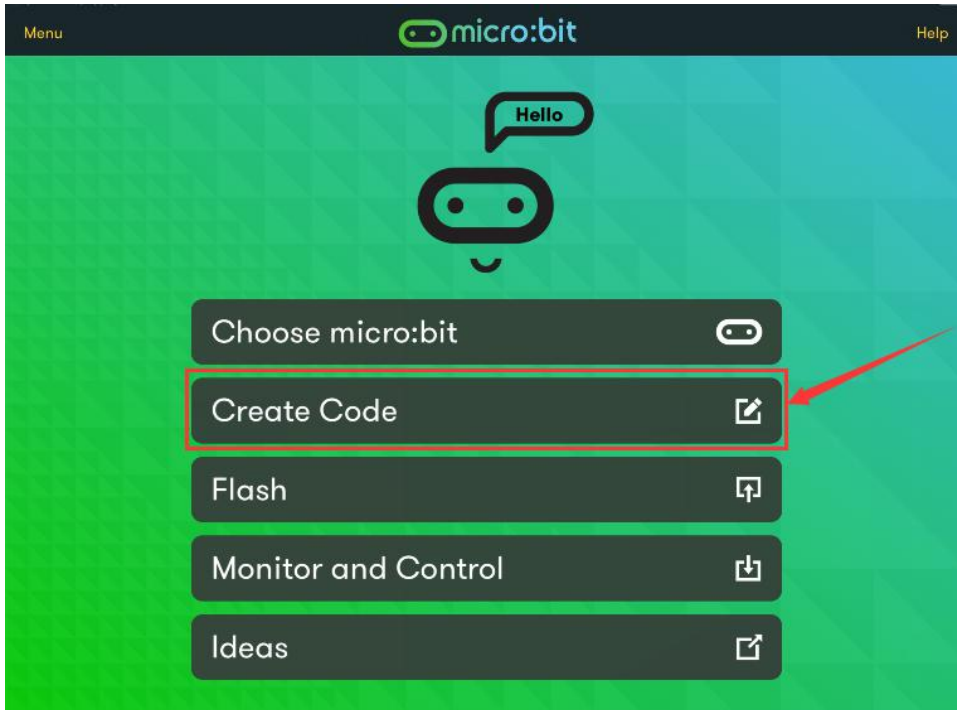 Menu
micro:bit
Help
Hello
Choose micro:bit
Create Code
Flash
Monitor and Control
Ideas